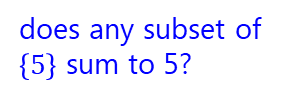 does any subset of
{5} sum to 5?